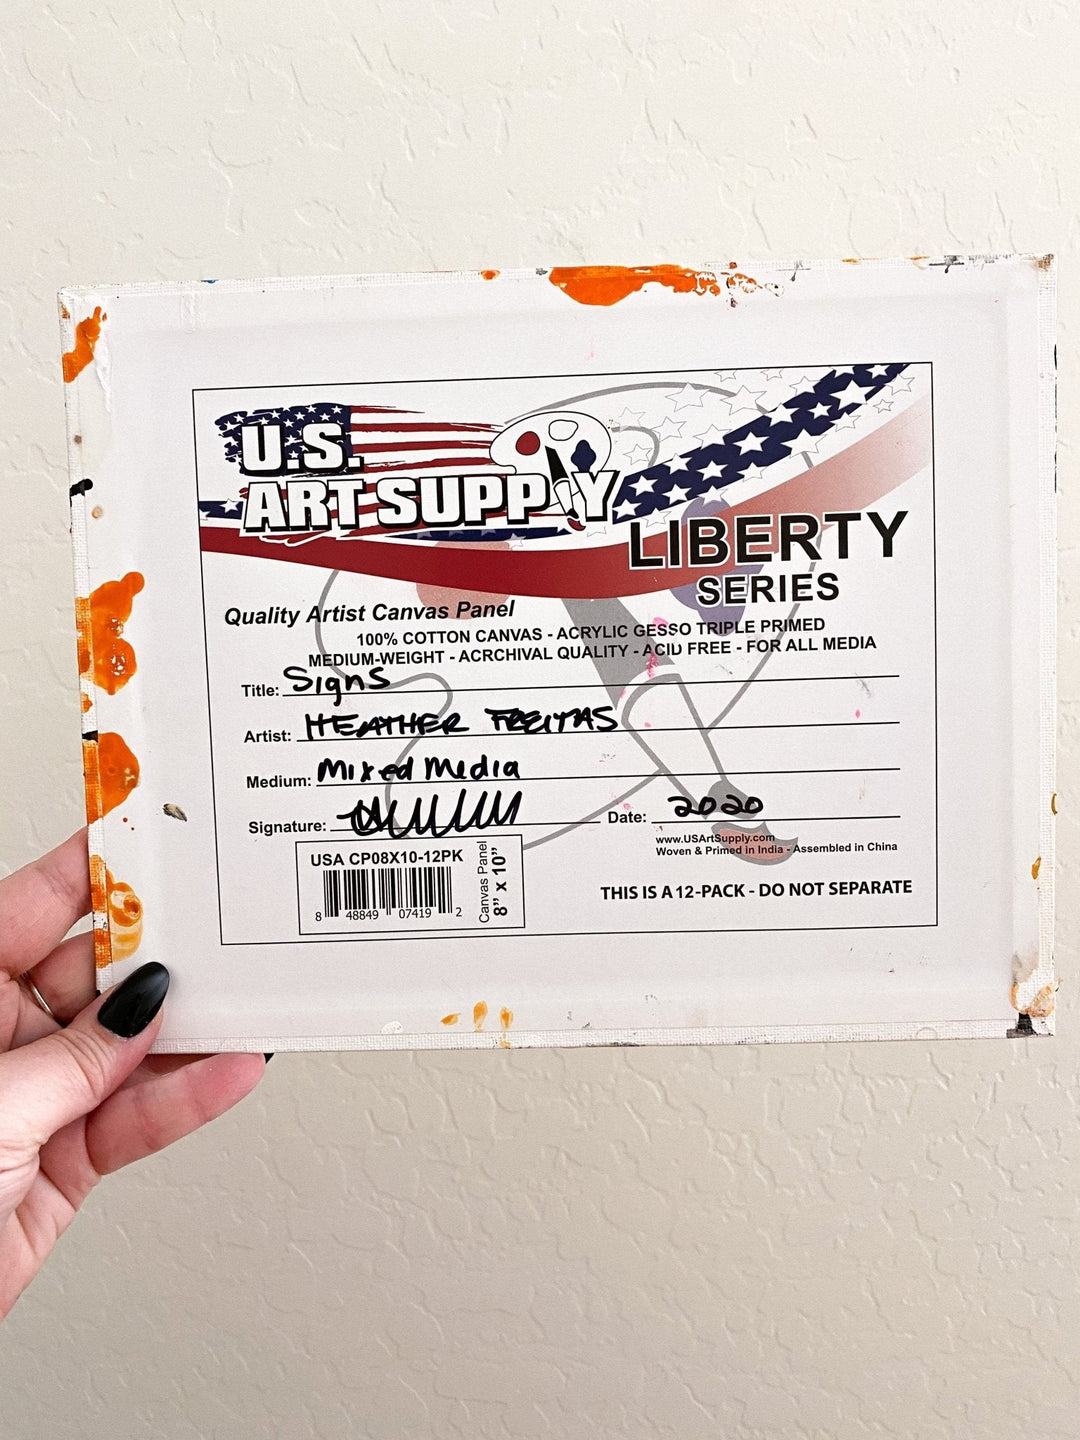 U.S.
ART SUPPLY
LIBERTY
SERIES
Quality Artist Canvas Panel
100% COTTON CANVAS - ACRYLIC GESSO TRIPLE PRIMED
MEDIUM-WEIGHT - ACRCHIVAL QUALITY - ACID FREE - FOR ALL MEDIA
Title: Signs
Artist: HEATHER FREITAS
Medium: Mixed Media
Signature:
Date: 2020
www.USArtSupply.com
Woven & Primed in India - Assembled in China
USA CP08X10-12PK
8 48849 07419 2
Canvas Panel
8" x 10"
THIS IS A 12-PACK - DO NOT SEPARATE